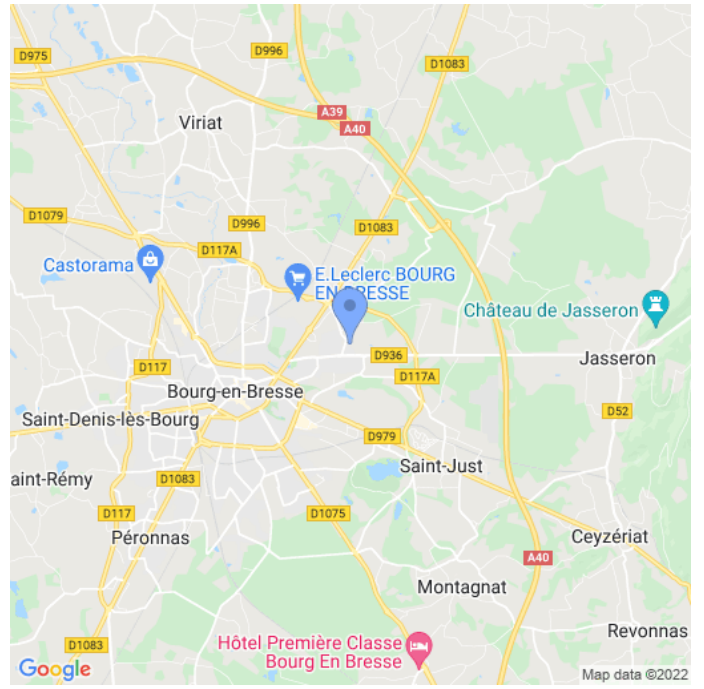 D996
D975
D1083
A39
Viriat
A40
D1079
D996
D1083
D117A
Castorama
E.Leclerc BOURG
EN BRESSE
Château de Jasseron
D936
Jasseron
D117
D117A
Bourg-en-Bresse
D52
Saint-Denis-lès-Bourg
D979
Saint-Just
aint-Rémy
D1083
D117
D1075
Péronnas
Ceyzériat
A40
Montagnat
Revonnas
D1083
Hôtel Première Classe
Bourg En Bresse
Google
Map data ©2022